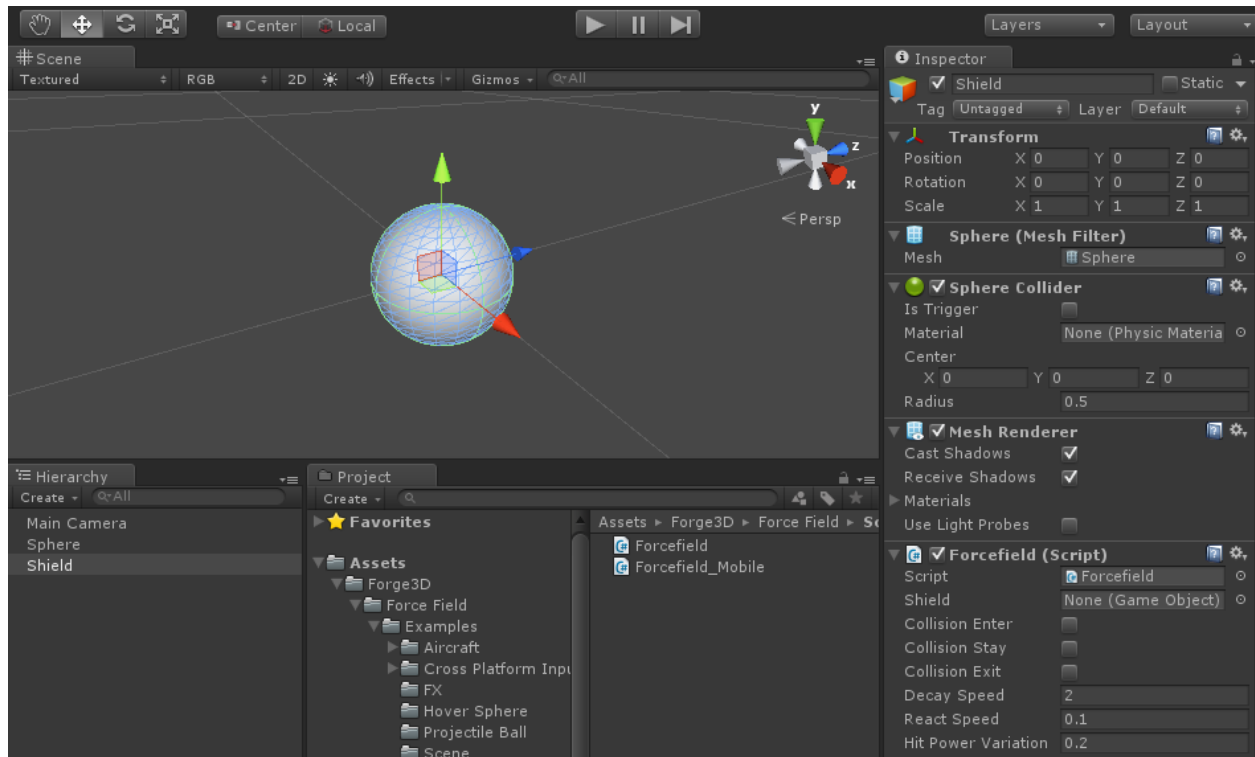 Center Local Layers Layout
Scene
Textured RGB 2D Effects Gizmos All
y
z
x
Persp
Hierarchy
Create All
Main Camera
Sphere
Shield
Project
Create
Favorites
Assets
Forge3D
Force Field
Examples
Aircraft
Cross Platform Inpu
FX
Hover Sphere
Projectile Ball
Scene
Assets Forge3D Force Field Sc
Forcefield
Forcefield_Mobile
Inspector
Shield Static
Tag Untagged Layer Default
Transform
Position X 0 Y 0 Z 0
Rotation X 0 Y 0 Z 0
Scale X 1 Y 1 Z 1
Sphere (Mesh Filter)
Mesh Sphere
Sphere Collider
Is Trigger
Material None (Physic Materia
Center
X 0 Y 0 Z 0
Radius 0.5
Mesh Renderer
Cast Shadows
Receive Shadows
Materials
Use Light Probes
Forcefield (Script)
Script Forcefield
Shield None (Game Object)
Collision Enter
Collision Stay
Collision Exit
Decay Speed 2
React Speed 0.1
Hit Power Variation 0.2